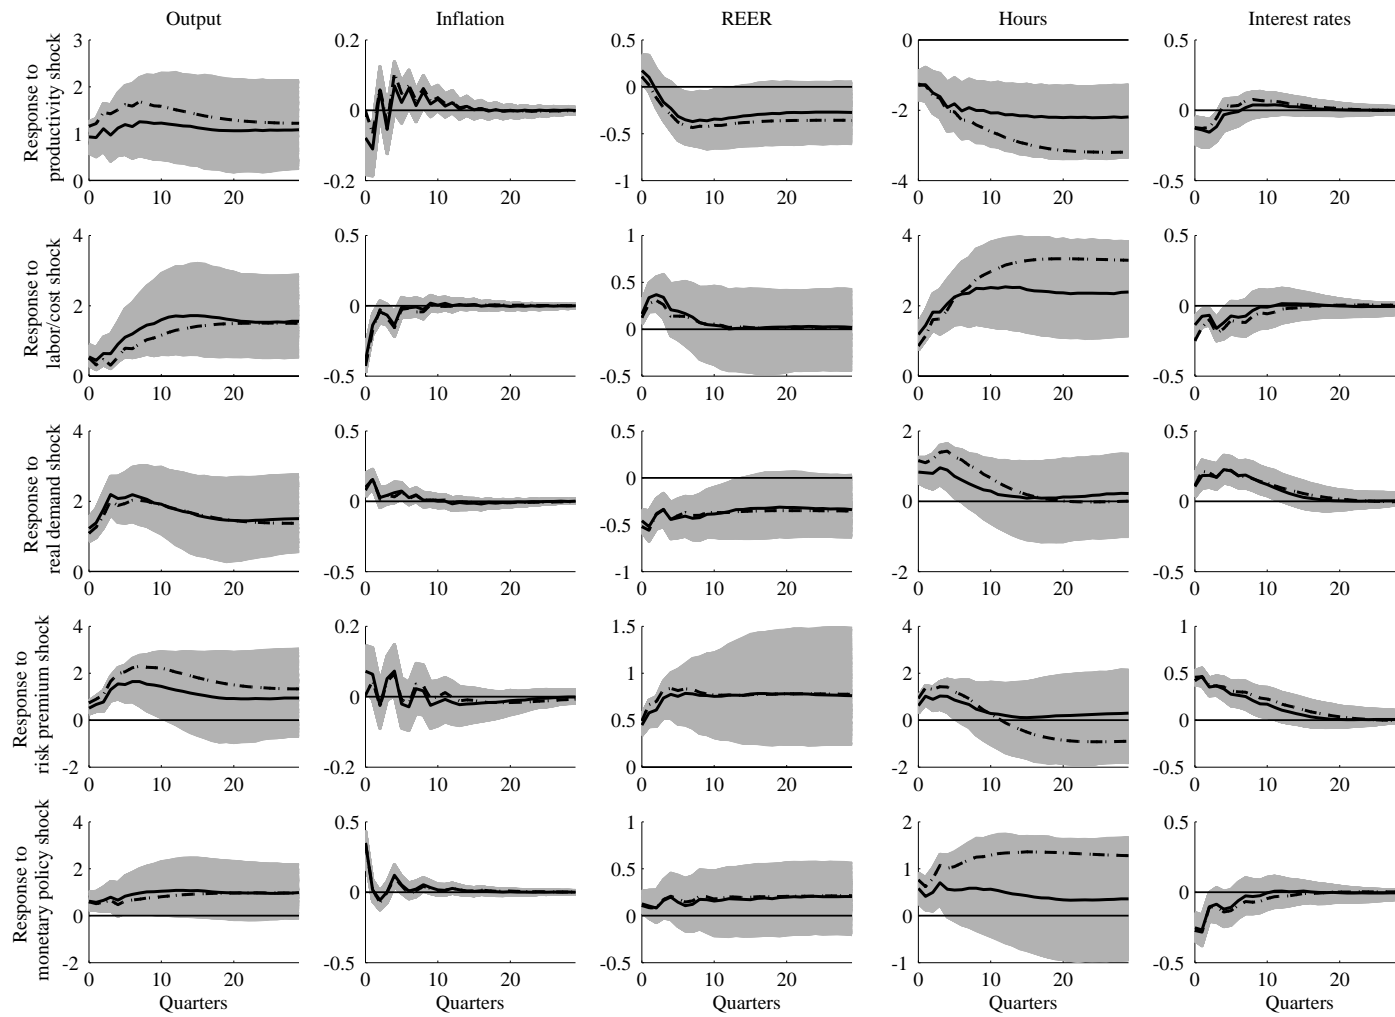 Output Inflation REER Hours Interest rates
Response to
productivity shock
3
2
1
0
0 10 20
0.2
0
-0.2
0 10 20
0.5
0
-0.5
-1
0 10 20
0
-2
-4
0 10 20
0.5
0
-0.5
0 10 20
Response to
labor/cost shock
4
2
0
0 10 20
0.5
0
-0.5
0 10 20
1
0.5
0
-0.5
0 10 20
4
2
0
0 10 20
0.5
0
-0.5
0 10 20
Response to
real demand shock
4
2
0
0 10 20
0.5
0
-0.5
0 10 20
0.5
0
-0.5
-1
0 10 20
2
0
-2
0 10 20
0.5
0
-0.5
0 10 20
Response to
risk premium shock
4
2
0
-2
0 10 20
0.2
0
-0.2
0 10 20
1.5
1
0.5
0
0 10 20
4
2
0
-2
0 10 20
1
0.5
0
-0.5
0 10 20
Response to
monetary policy shock
4
2
0
-2
0 10 20
Quarters
0.5
0
-0.5
0 10 20
Quarters
1
0.5
0
-0.5
0 10 20
Quarters
2
1
0
-1
0 10 20
Quarters
0.5
0
-0.5
0 10 20
Quarters